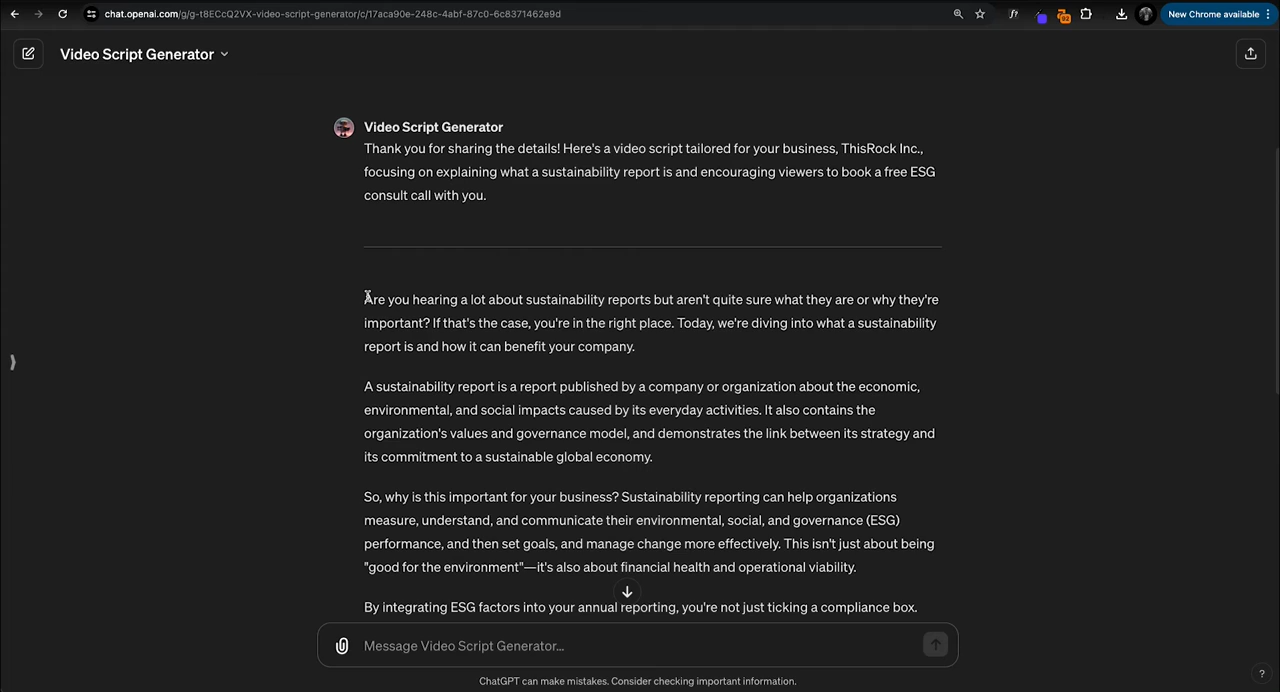 chat.openai.com/g/g-t8ECcQ2VX-video-script-generator/c/17aca90e-248c-4abf-87c0-6c8371462e9d
New Chrome available
Video Script Generator
Video Script Generator
Thank you for sharing the details! Here's a video script tailored for your business, ThisRock Inc.,
focusing on explaining what a sustainability report is and encouraging viewers to book a free ESG
consult call with you.
Are you hearing a lot about sustainability reports but aren't quite sure what they are or why they're
important? If that's the case, you're in the right place. Today, we're diving into what a sustainability
report is and how it can benefit your company.
A sustainability report is a report published by a company or organization about the economic,
environmental, and social impacts caused by its everyday activities. It also contains the
organization's values and governance model, and demonstrates the link between its strategy and
its commitment to a sustainable global economy.
So, why is this important for your business? Sustainability reporting can help organizations
measure, understand, and communicate their environmental, social, and governance (ESG)
performance, and then set goals, and manage change more effectively. This isn't just about being
"good for the environment"—it's also about financial health and operational viability.
By integrating ESG factors into your annual reporting, you're not just ticking a compliance box.
Message Video Script Generator...
ChatGPT can make mistakes. Consider checking important information.
?